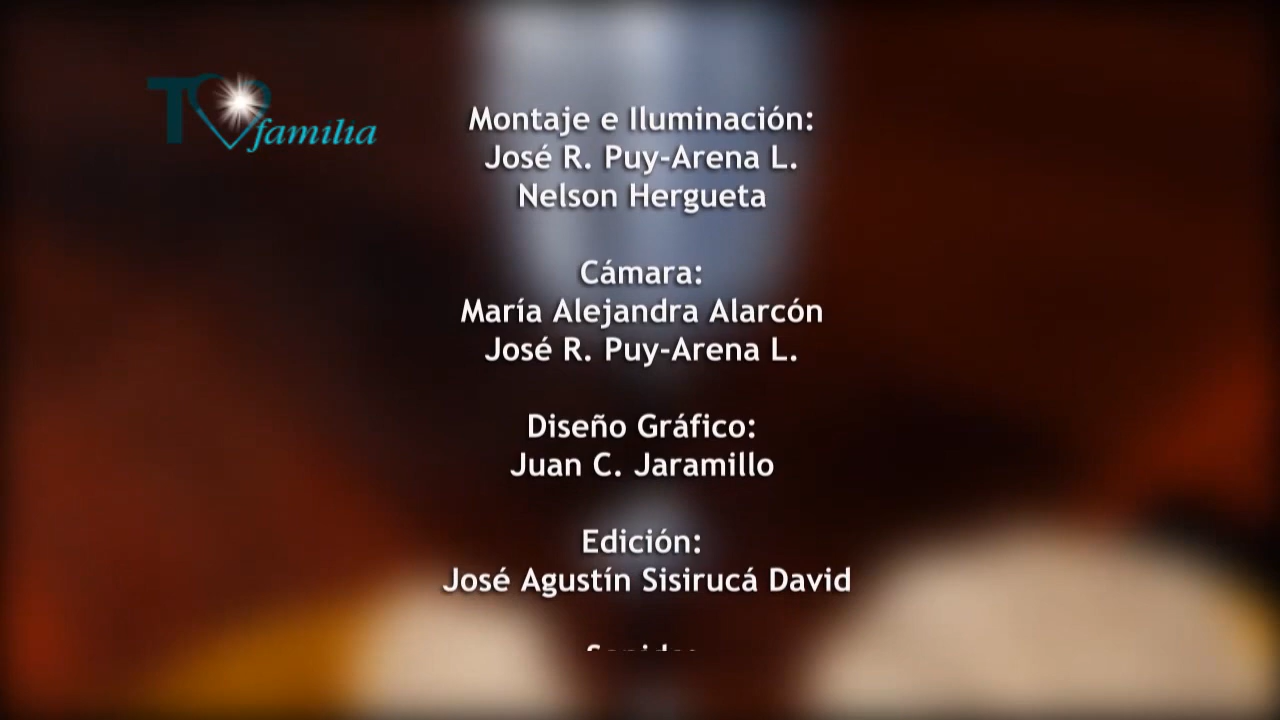 TV familia
Montaje e Iluminación:
José R. Puy-Arena L.
Nelson Hergueta
Cámara:
María Alejandra Alarcón
José R. Puy-Arena L.
Diseño Gráfico:
Juan C. Jaramillo
Edición:
José Agustín Sisirucá David